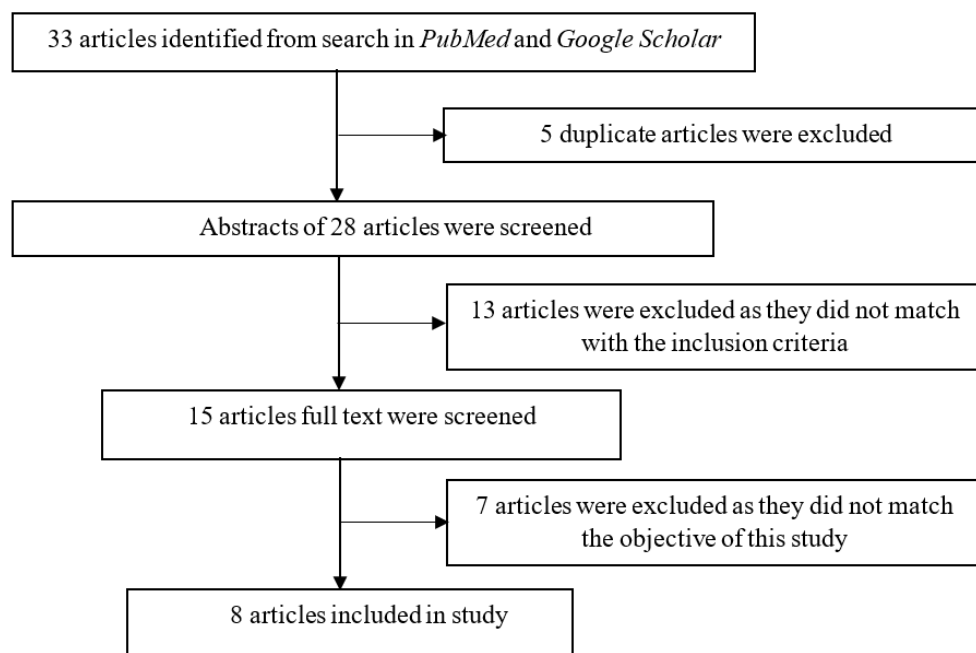 33 articles identified from search in PubMed and Google Scholar
5 duplicate articles were excluded
Abstracts of 28 articles were screened
13 articles were excluded as they did not match
with the inclusion criteria
15 articles full text were screened
7 articles were excluded as they did not match
the objective of this study
8 articles included in study